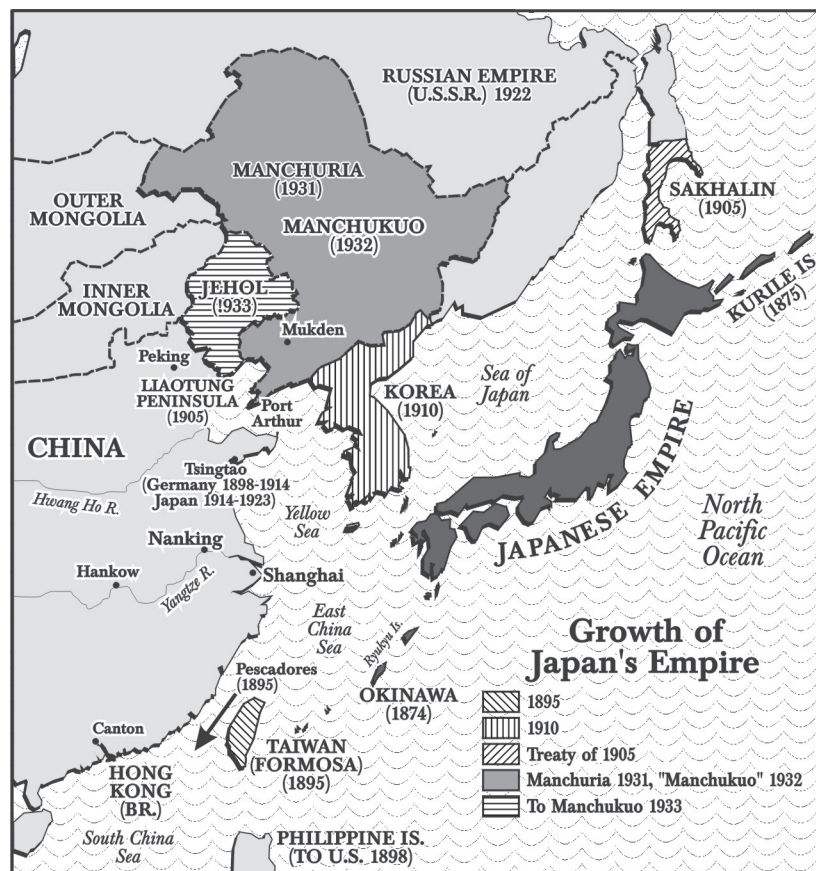 RUSSIAN EMPIRE
(U.S.S.R.) 1922
MANCHURIA
(1931)
SAKHALIN
(1905)
OUTER
MONGOLIA
MANCHUKUO
(1932)
KURILE IS.
(1875)
JEHOL
(!933)
INNER
MONGOLIA
Mukden
Peking
LIAOTUNG
PENINSULA
(1905)
Port
Arthur
KOREA
(1910)
Sea of
Japan
CHINA
Tsingtao
(Germany 1898-1914
Japan 1914-1923)
Hwang Ho R.
Yellow
Sea
JAPANESE EMPIRE
North
Pacific
Ocean
Nanking
Hankow
Yangtze R.
Shanghai
East
China
Sea
Ryukyu Is.
OKINAWA
(1874)
Pescadores
(1895)
Canton
TAIWAN
(FORMOSA)
(1895)
HONG
KONG
(BR.)
South China
Sea
PHILIPPINE IS.
(TO U.S. 1898)
Growth of
Japan's Empire
1895
1910
Treaty of 1905
Manchuria 1931, "Manchukuo" 1932
To Manchukuo 1933